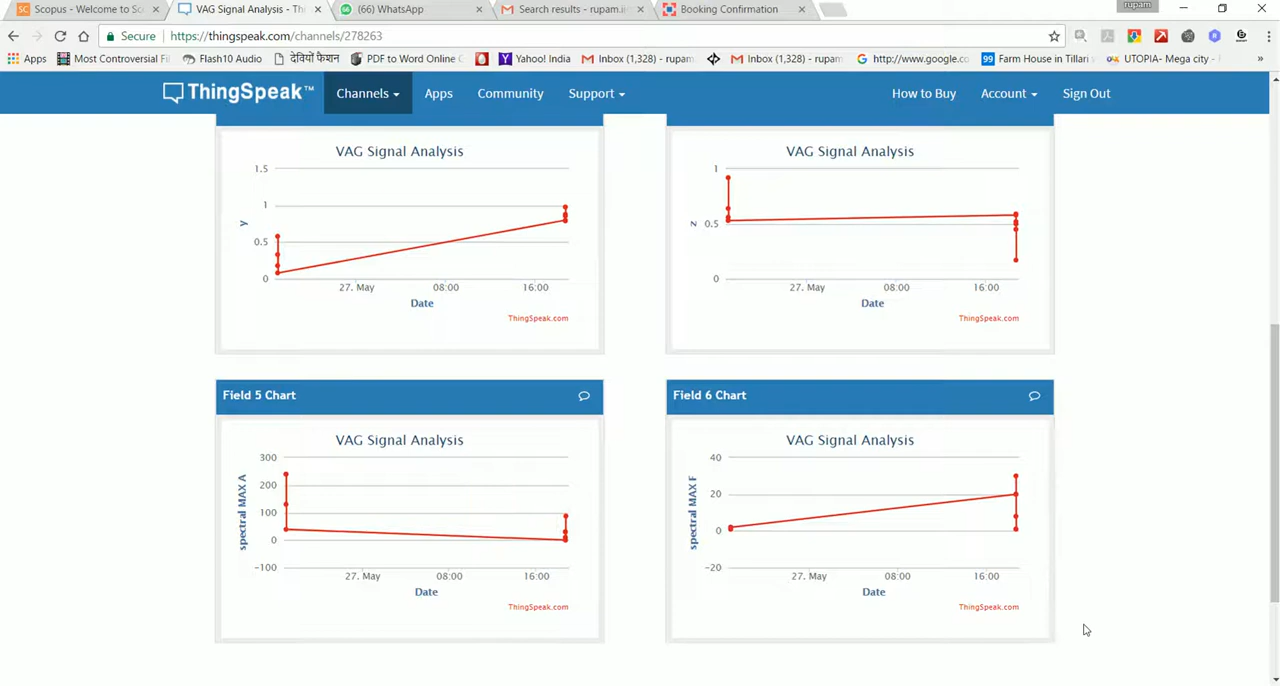 Scopus - Welcome to Sc
VAG Signal Analysis - Th
(66) WhatsApp
Search results - rupam.i
Booking Confirmation
rupam
Secure
https://thingspeak.com/channels/278263
Apps
Most Controversial Fi
Flash10 Audio
देवियों फैशन
PDF to Word Online C
Yahoo! India
Inbox (1,328) - rupam
Inbox (1,328) - rupam
http://www.google.co
99
Farm House in Tillari
UTOPIA- Mega city -
»
ThingSpeak™
Channels
Apps
Community
Support
How to Buy
Account
Sign Out
VAG Signal Analysis
1.5
1
0.5
0
y
27. May
08:00
16:00
Date
ThingSpeak.com
VAG Signal Analysis
1
0.5
0
z
27. May
08:00
16:00
Date
ThingSpeak.com
Field 5 Chart
VAG Signal Analysis
300
200
100
0
-100
spectral MAX A
27. May
08:00
16:00
Date
ThingSpeak.com
Field 6 Chart
VAG Signal Analysis
40
20
0
-20
spectral MAX F
27. May
08:00
16:00
Date
ThingSpeak.com